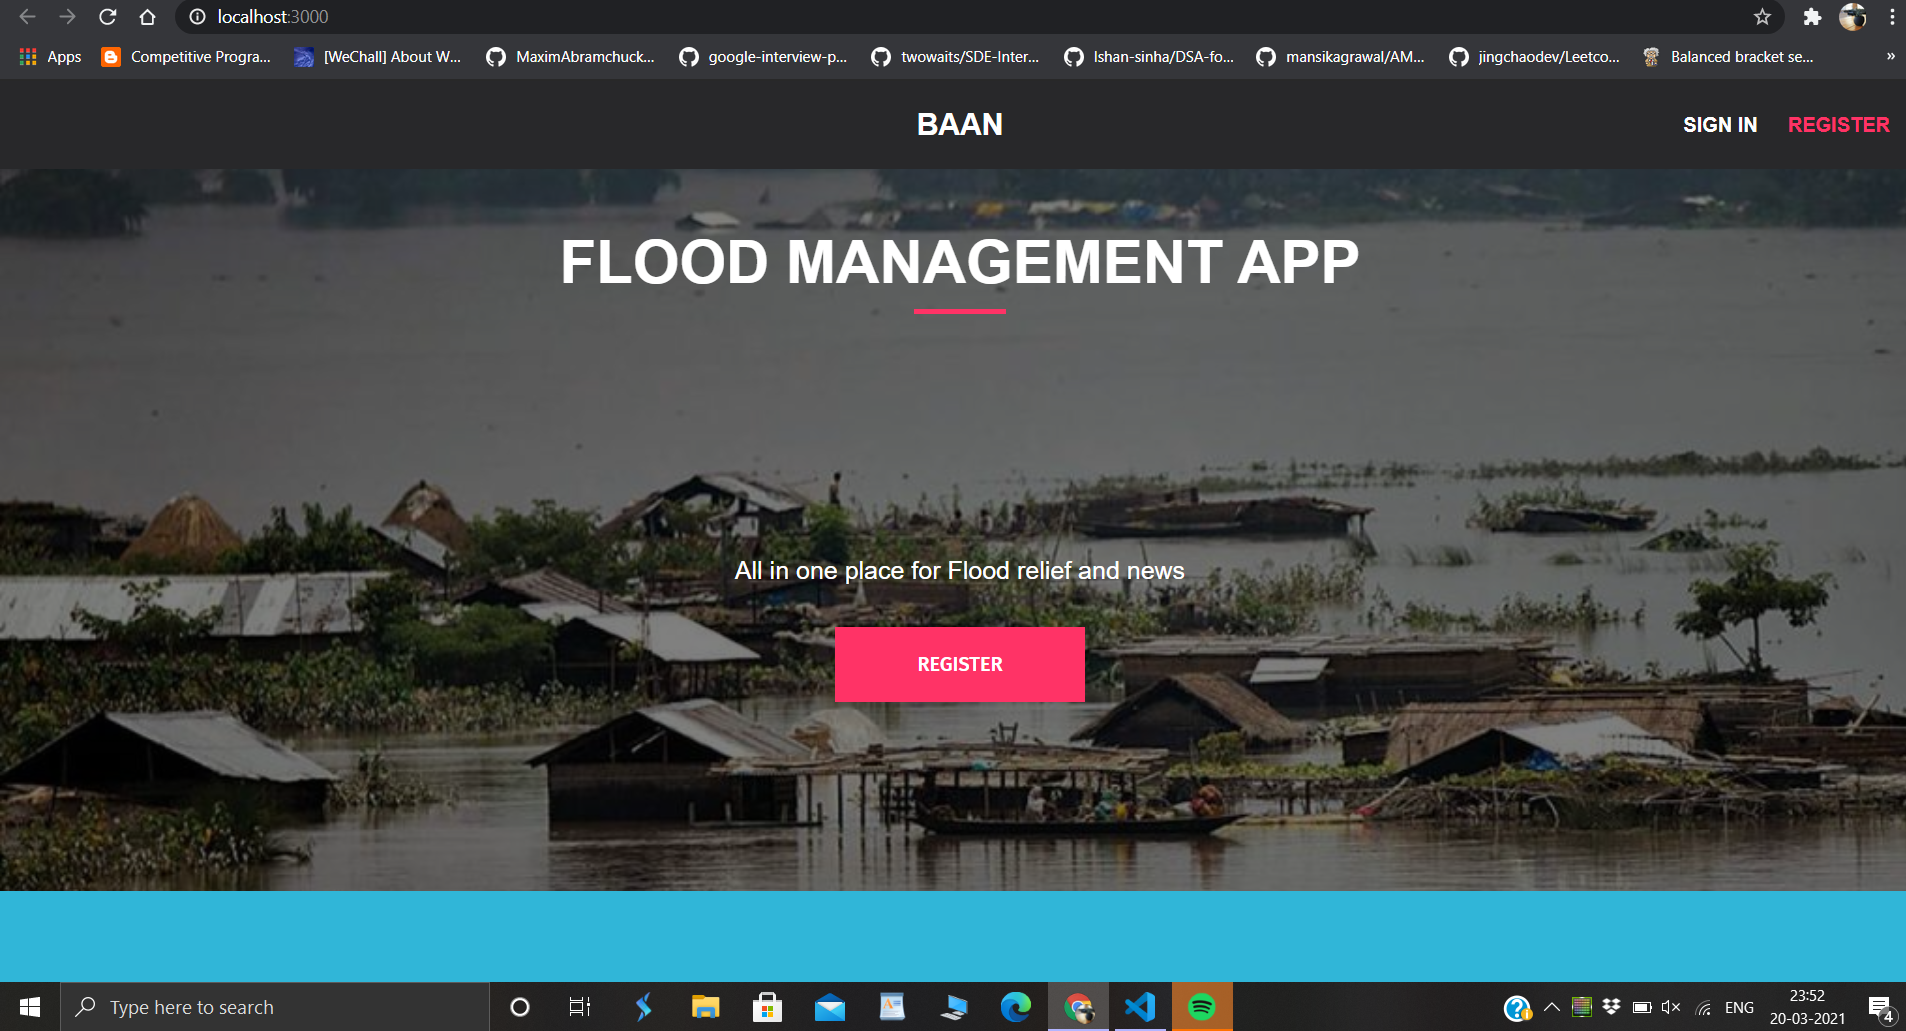 localhost:3000
Apps
Competitive Progra...
[WeChall] About W...
MaximAbramchuck...
google-interview-p...
twowaits/SDE-Inter...
Ishan-sinha/DSA-fo...
mansikagrawal/AM...
jingchaodev/Leetco...
Balanced bracket se...
»
BAAN
SIGN IN
REGISTER
FLOOD MANAGEMENT APP
All in one place for Flood relief and news
REGISTER
Type here to search
ENG
23:52
20-03-2021
4